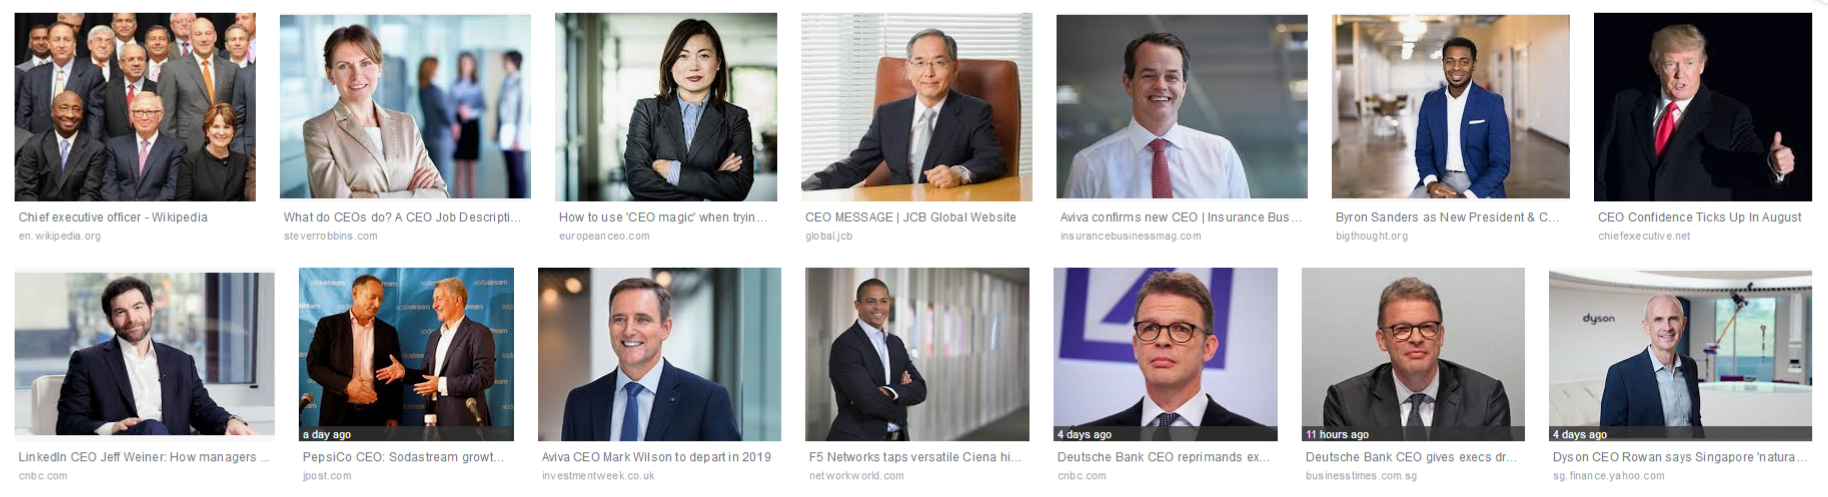 Chief executive officer - Wikipedia
en.wikipedia.org
What do CEOs do? A CEO Job Descripti...
steverrobbins.com
How to use 'CEO magic' when tryin...
europeanceo.com
CEO MESSAGE | JCB Global Website
global.jcb
Aviva confirms new CEO | Insurance Bus...
insurancebusinessmag.com
Byron Sanders as New President & C...
bigthought.org
CEO Confidence Ticks Up In August
chiefexecutive.net
sodastream
a day ago
dyson
4 days ago
11 hours ago
4 days ago
LinkedIn CEO Jeff Weiner: How managers ...
cnbc.com
PepsiCo CEO: Sodastream growt...
jpost.com
Aviva CEO Mark Wilson to depart in 2019
investmentweek.co.uk
F5 Networks taps versatile Ciena hi...
networkworld.com
Deutsche Bank CEO reprimands ex...
cnbc.com
Deutsche Bank CEO gives execs dr...
businesstimes.com.sg
Dyson CEO Rowan says Singapore 'natura...
sg.finance.yahoo.com